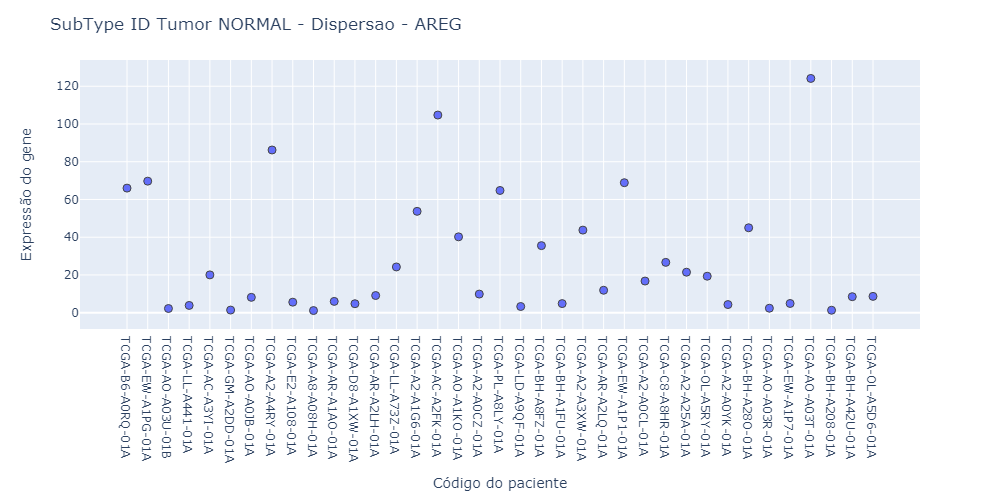 SubType ID Tumor NORMAL - Dispersao - AREG
Expressão do gene
120
100
80
60
40
20
0
TCGA-B6-A0RQ-01A
TCGA-EW-A1PG-01A
TCGA-AO-A03U-01B
TCGA-LL-A441-01A
TCGA-AC-A3YI-01A
TCGA-GM-A2DD-01A
TCGA-AO-A0JB-01A
TCGA-A2-A4RY-01A
TCGA-E2-A108-01A
TCGA-A8-A08H-01A
TCGA-AR-A1AO-01A
TCGA-D8-A1XW-01A
TCGA-AR-A2LH-01A
TCGA-LL-A73Z-01A
TCGA-A2-A1G6-01A
TCGA-AC-A2FK-01A
TCGA-AO-A1KO-01A
TCGA-A2-A0CZ-01A
TCGA-PL-A8LY-01A
TCGA-LD-A9QF-01A
TCGA-BH-A8FZ-01A
TCGA-BH-A1FU-01A
TCGA-A2-A3XW-01A
TCGA-AR-A2LQ-01A
TCGA-EW-A1P1-01A
TCGA-A2-A0CL-01A
TCGA-C8-A8HR-01A
TCGA-A2-A25A-01A
TCGA-OL-A5RY-01A
TCGA-A2-A0YK-01A
TCGA-BH-A28O-01A
TCGA-AO-A03R-01A
TCGA-EW-A1P7-01A
TCGA-AO-A03T-01A
TCGA-BH-A208-01A
TCGA-BH-A42U-01A
TCGA-OL-A5D6-01A
Código do paciente